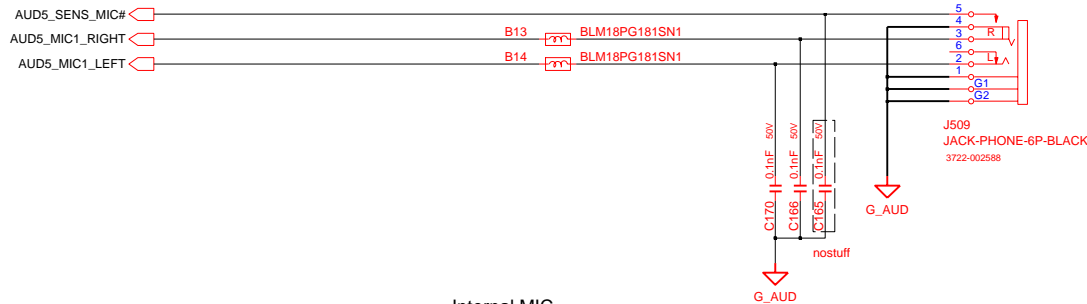 AUD5_SENS_MIC#
AUD5_MIC1_RIGHT
AUD5_MIC1_LEFT
B13 BLM18PG181SN1
B14 BLM18PG181SN1
5
4
3
R
6
2
L
1
G1
G2
J509
JACK-PHONE-6P-BLACK
3722-002588
G_AUD
C170 0.1nF 50V
C166 0.1nF 50V
C165 0.1nF 50V
nostuff
G_AUD
Internal MIC